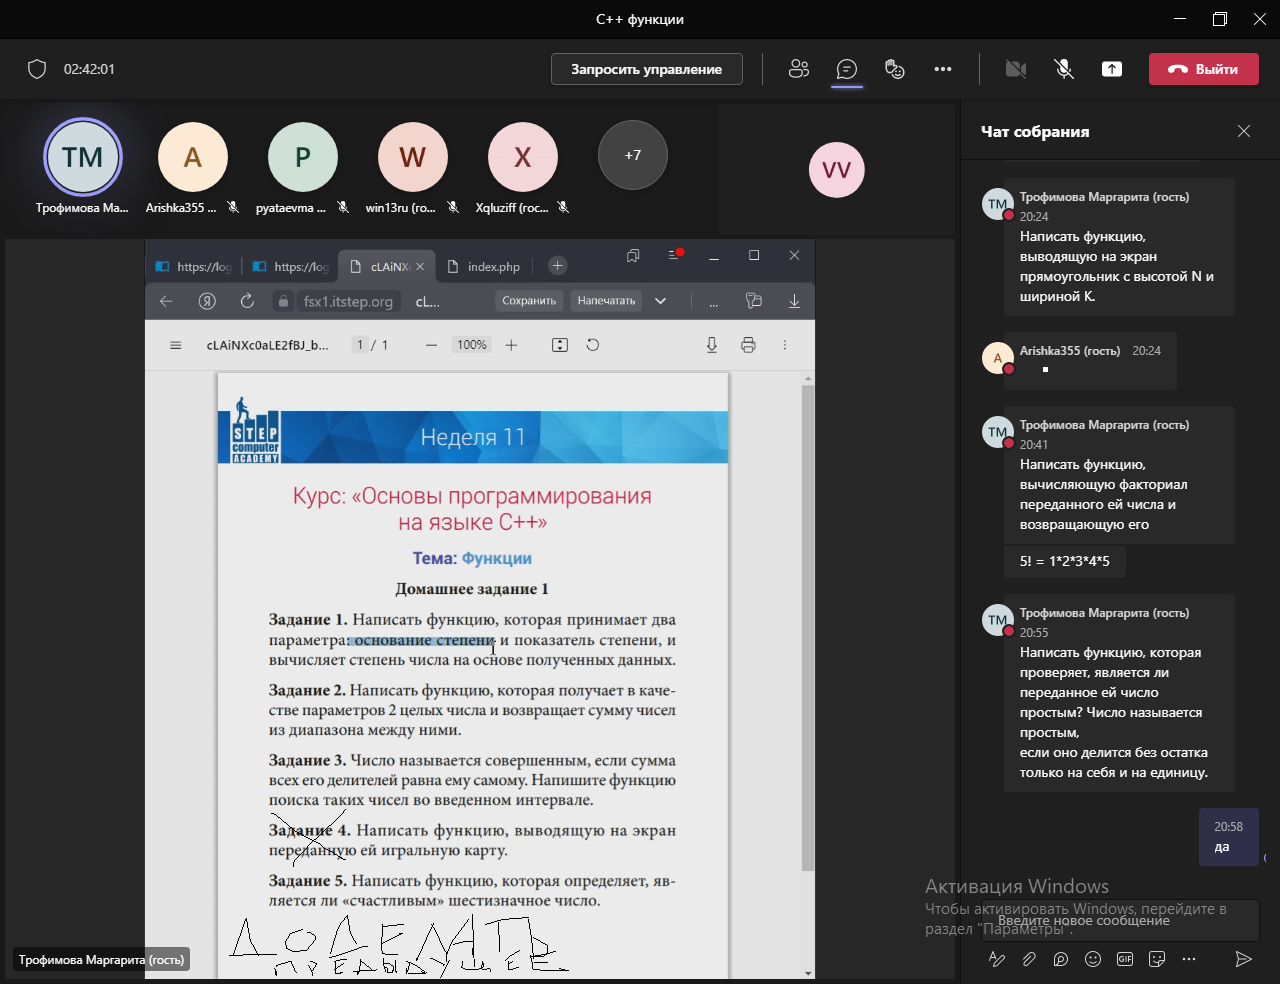 C++ функции
02:42:01
Запросить управление
Выйти
TM
A
P
W
X
+7
VV
Трофимова Ма...
Arishka355 ...
pyataevma ...
win13ru (го...
Xqluziff (гос...
https://log
https://log
cLAiNX
index.php
fsx1.itstep.org
cL...
Сохранить
Напечатать
...
cLAiNXc0aLE2fBJ_b...
1 / 1
100%
STEP
computer
ACADEMY
Неделя 11
Курс: «Основы программирования
на языке C++»
Тема: Функции
Домашнее задание 1
Задание 1. Написать функцию, которая принимает два
параметра: основание степени и показатель степени, и
вычисляет степень числа на основе полученных данных.
Задание 2. Написать функцию, которая получает в каче-
стве параметров 2 целых числа и возвращает сумму чисел
из диапазона между ними.
Задание 3. Число называется совершенным, если сумма
всех его делителей равна ему самому. Напишите функцию
поиска таких чисел во введенном интервале.
Задание 4. Написать функцию, выводящую на экран
переданную ей игральную карту.
Задание 5. Написать функцию, которая определяет, яв-
ляется ли «счастливым» шестизначное число.
ДОДЕЛАТЬ
ПРЕДЫДУЩЕЕ
Трофимова Маргарита (гость)
Чат собрания
TM
Трофимова Маргарита (гость)
20:24
Написать функцию,
выводящую на экран
прямоугольник с высотой N и
шириной K.
A
Arishka355 (гость) 20:24
TM
Трофимова Маргарита (гость)
20:41
Написать функцию,
вычисляющую факториал
переданного ей числа и
возвращающую его
5! = 1*2*3*4*5
TM
Трофимова Маргарита (гость)
20:55
Написать функцию, которая
проверяет, является ли
переданное ей число
простым? Число называется
простым,
если оно делится без остатка
только на себя и на единицу.
20:58
да
Активация Windows
Чтобы активировать Windows, перейдите в
раздел "Параметры".
Введите новое сообщение
GIF